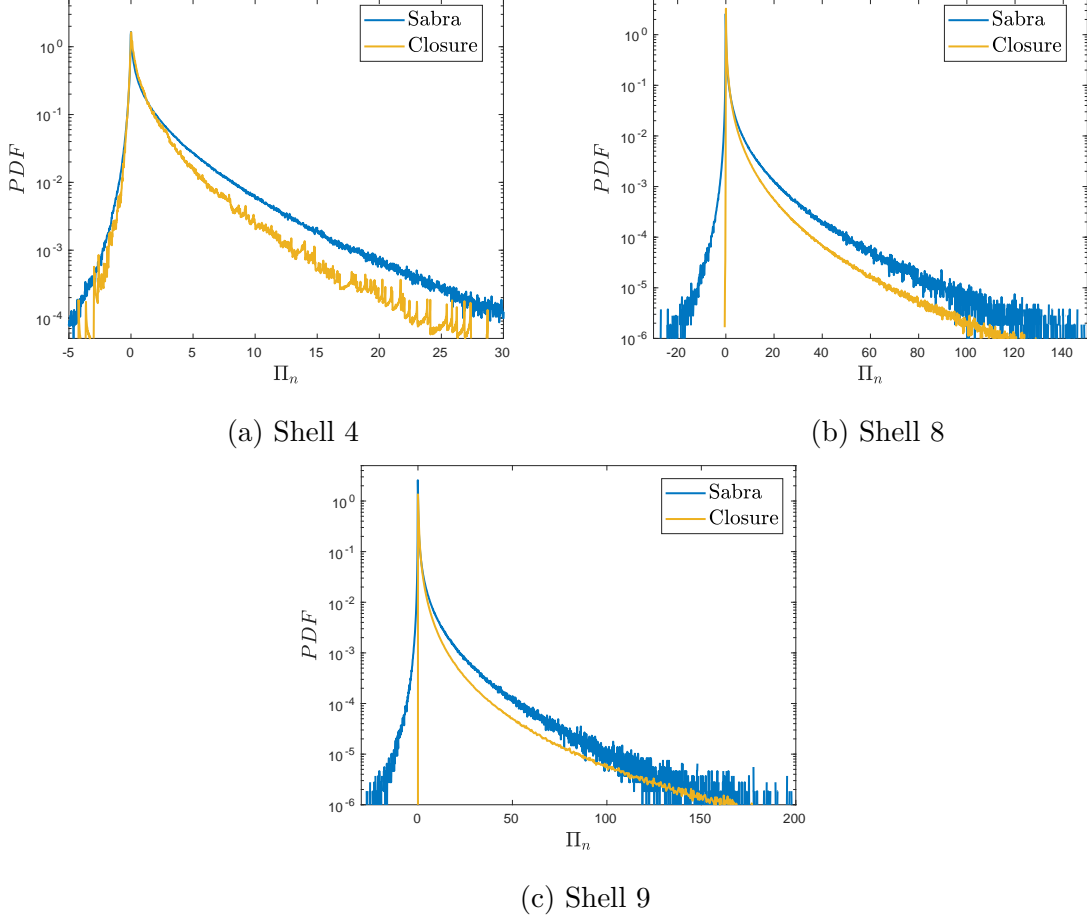 Sabra
Closure
10^0
10^-1
10^-2
10^-3
10^-4
PDF
-5 0 5 10 15 20 25 30
Π_n
(a) Shell 4
Sabra
Closure
10^0
10^-1
10^-2
10^-3
10^-4
10^-5
10^-6
PDF
-20 0 20 40 60 80 100 120 140
Π_n
(b) Shell 8
Sabra
Closure
10^0
10^-1
10^-2
10^-3
10^-4
10^-5
10^-6
PDF
0 50 100 150 200
Π_n
(c) Shell 9